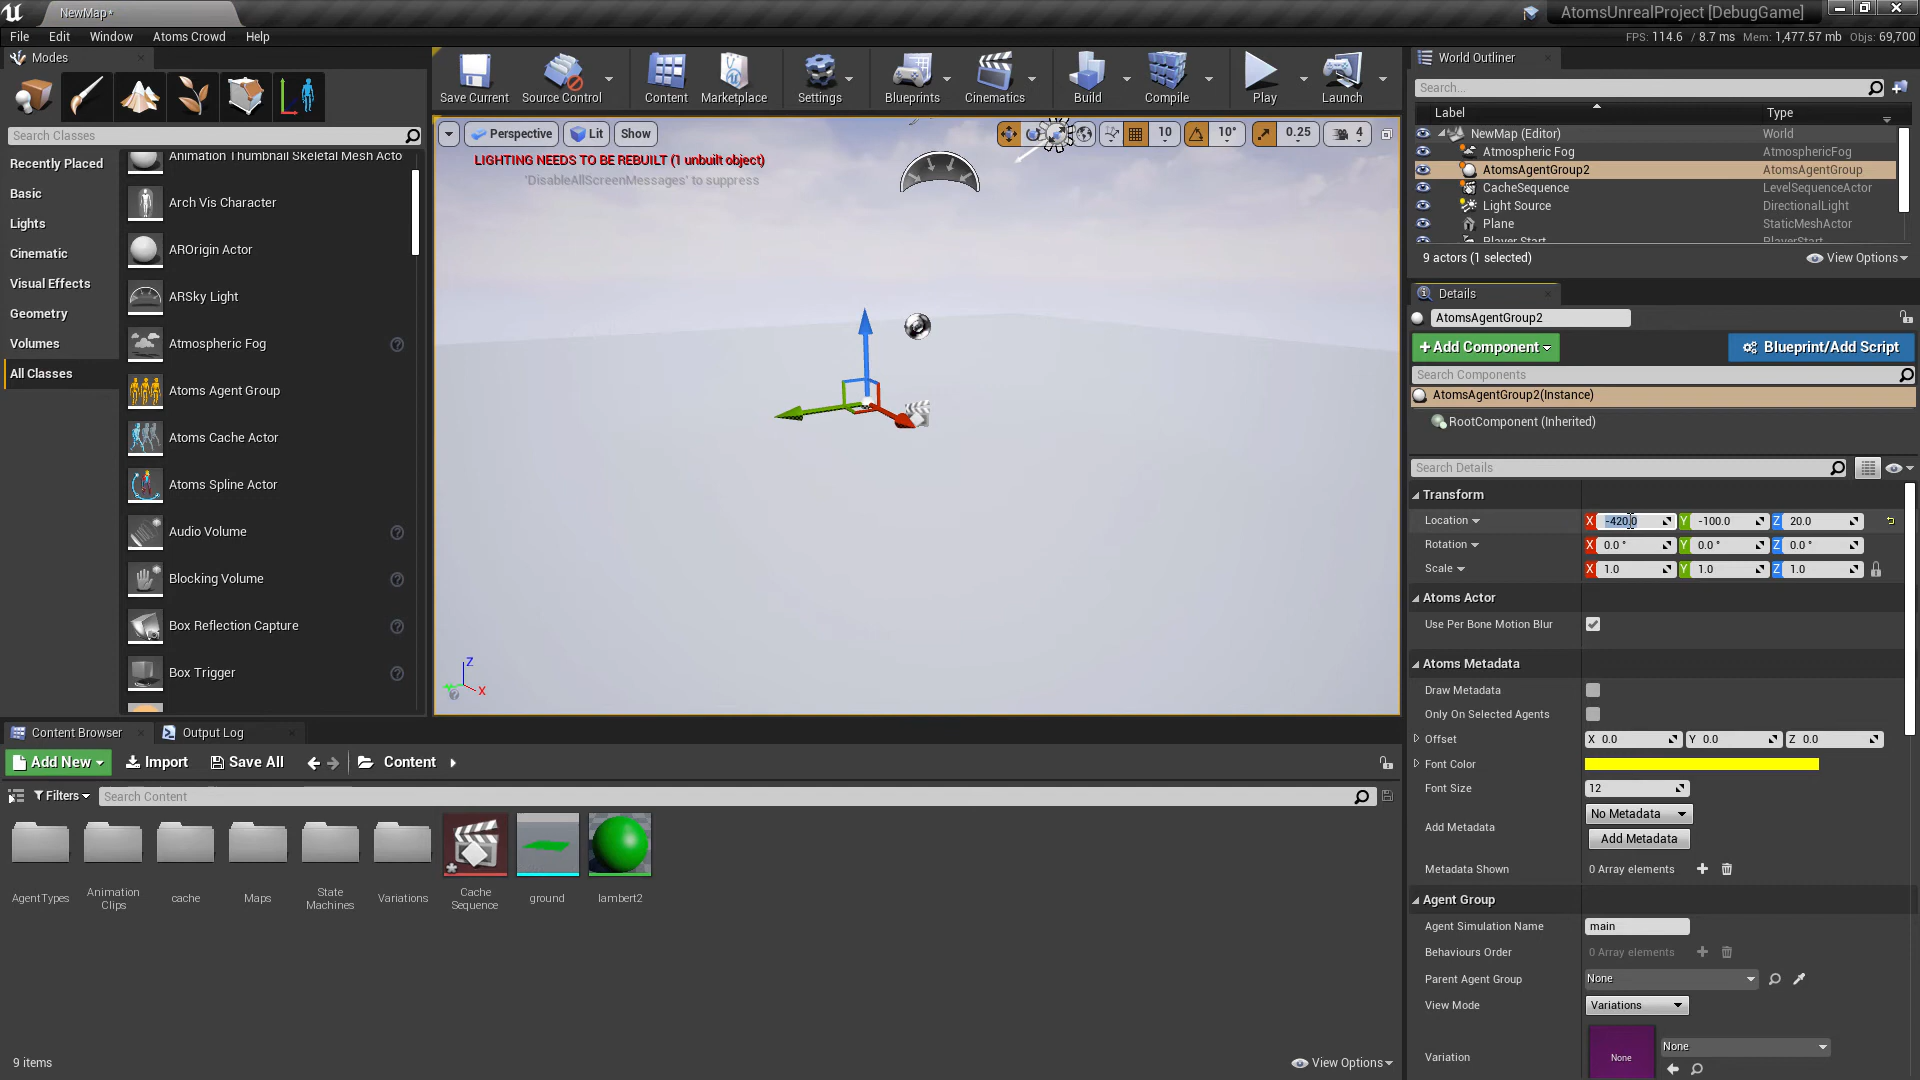 NewMap*
AtomsUnrealProject [DebugGame]
File Edit Window Atoms Crowd Help
FPS: 114.6 / 8.7 ms Mem: 1,477.57 mb Objs: 69,700
Modes
Search Classes
Recently Placed
Basic
Lights
Cinematic
Visual Effects
Geometry
Volumes
All Classes
Animation Thumbnail Skeletal Mesh Acto
Arch Vis Character
AROrigin Actor
ARSky Light
Atmospheric Fog
Atoms Agent Group
Atoms Cache Actor
Atoms Spline Actor
Audio Volume
Blocking Volume
Box Reflection Capture
Box Trigger
Save Current Source Control Content Marketplace Settings Blueprints Cinematics Build Compile Play Launch
Perspective Lit Show 10 10° 0.25 4
LIGHTING NEEDS TO BE REBUILT (1 unbuilt object)
'DisableAllScreenMessages' to suppress
Z
X
World Outliner
Search...
Label Type
NewMap (Editor) World
Atmospheric Fog AtmosphericFog
AtomsAgentGroup2 AtomsAgentGroup
CacheSequence LevelSequenceActor
Light Source DirectionalLight
Plane StaticMeshActor
Player Start PlayerStart
9 actors (1 selected) View Options
Details
AtomsAgentGroup2
+Add Component Blueprint/Add Script
Search Components
AtomsAgentGroup2(Instance)
RootComponent (Inherited)
Search Details
Transform
Location X -420.0 Y -100.0 Z 20.0
Rotation X 0.0 ° Y 0.0 ° Z 0.0 °
Scale X 1.0 Y 1.0 Z 1.0
Atoms Actor
Use Per Bone Motion Blur
Atoms Metadata
Draw Metadata
Only On Selected Agents
Offset X 0.0 Y 0.0 Z 0.0
Font Color
Font Size 12
No Metadata
Add Metadata
Add Metadata
Metadata Shown 0 Array elements
Agent Group
Agent Simulation Name main
Behaviours Order 0 Array elements
Parent Agent Group None
View Mode Variations
Variation None None
Content Browser Output Log
Add New Import Save All Content
Filters Search Content
AgentTypes
Animation
Clips
cache
Maps
State
Machines
Variations
Cache
Sequence
ground
lambert2
9 items View Options